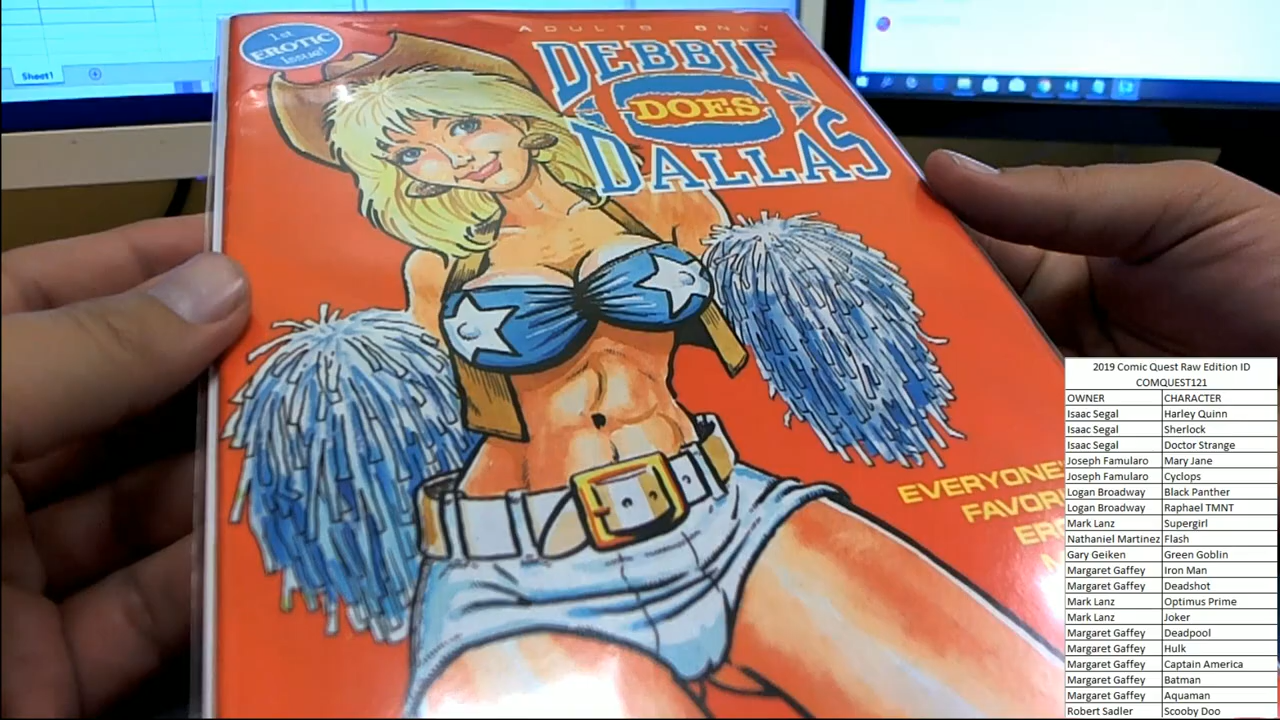 Sheet1
1st
EROTIC
Issue!
ADULTS ONLY
DEBBIE
DOES
DALLAS
EVERYONE'
FAVOR
ER
M
2019 Comic Quest Raw Edition ID
COMQUEST121
OWNER CHARACTER
Isaac Segal Harley Quinn
Isaac Segal Sherlock
Isaac Segal Doctor Strange
Joseph Famularo Mary Jane
Joseph Famularo Cyclops
Logan Broadway Black Panther
Logan Broadway Raphael TMNT
Mark Lanz Supergirl
Nathaniel Martinez Flash
Gary Geiken Green Goblin
Margaret Gaffey Iron Man
Margaret Gaffey Deadshot
Mark Lanz Optimus Prime
Mark Lanz Joker
Margaret Gaffey Deadpool
Margaret Gaffey Hulk
Margaret Gaffey Captain America
Margaret Gaffey Batman
Margaret Gaffey Aquaman
Robert Sadler Scooby Doo